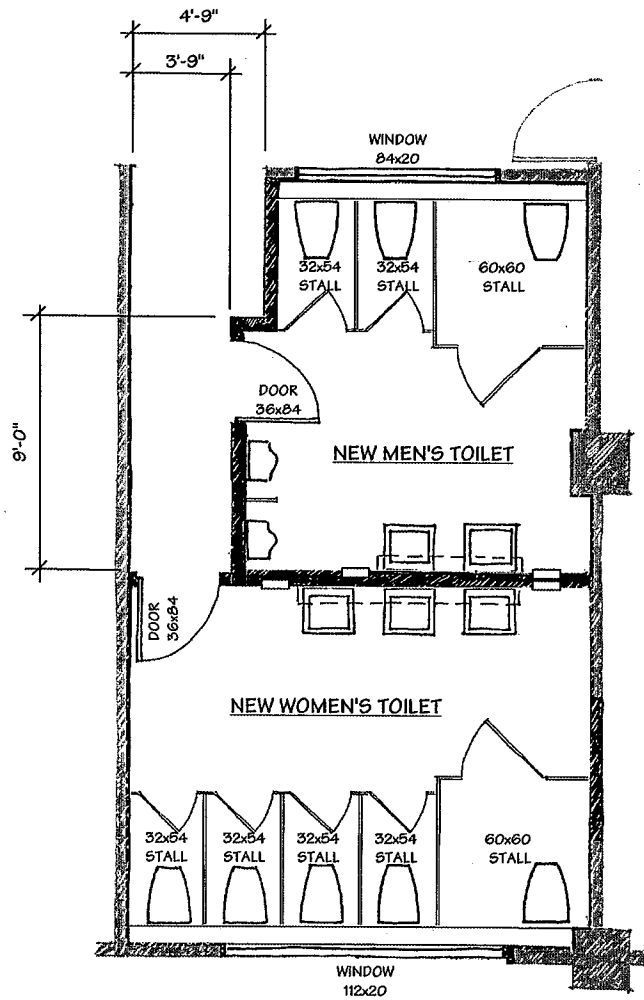 4'-9"
3'-9"
WINDOW
84x20
32x54
STALL
32x54
STALL
60x60
STALL
DOOR
36x84
9'-0"
NEW MEN'S TOILET
DOOR
36x84
NEW WOMEN'S TOILET
32x54
STALL
32x54
STALL
32x54
STALL
32x54
STALL
60x60
STALL
WINDOW
112x20